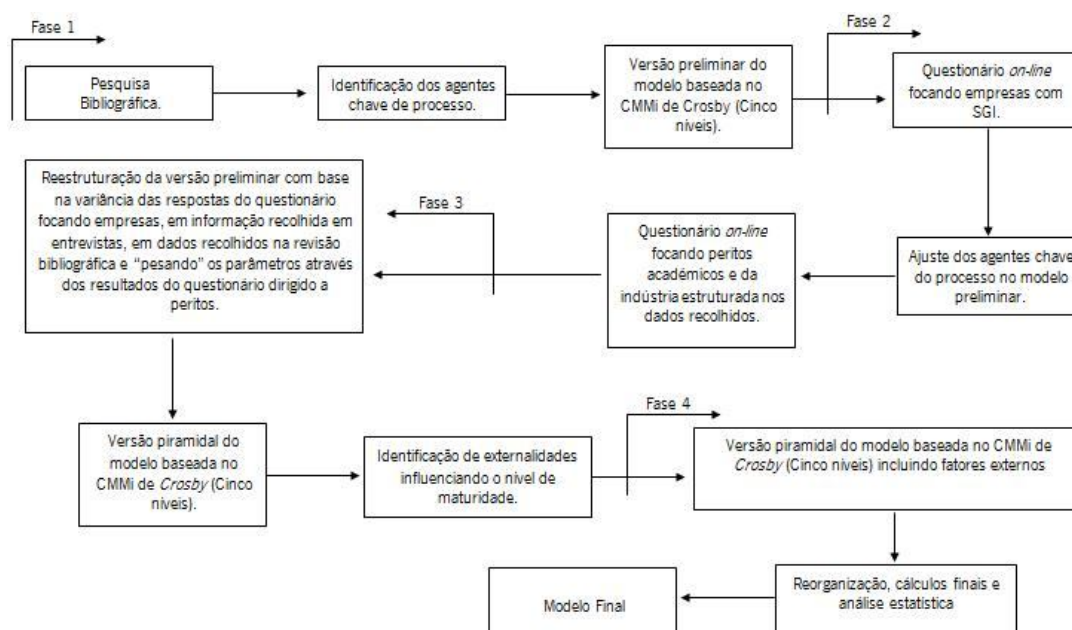 Fase 1
Pesquisa
Bibliográfica.
Identificação dos agentes
chave de processo.
Versão preliminar do
modelo baseada no
CMMi de Crosby (Cinco
níveis).
Fase 2
Questionário on-line
focando empresas com
SGI.
Ajuste dos agentes chave
do processo no modelo
preliminar.
Questionário on-line
focando peritos
académicos e da
indústria estruturada nos
dados recolhidos.
Fase 3
Reestruturação da versão preliminar com base
na variância das respostas do questionário
focando empresas, em informação recolhida em
entrevistas, em dados recolhidos na revisão
bibliográfica e “pesando” os parâmetros através
dos resultados do questionário dirigido a
peritos.
Versão piramidal do
modelo baseada no
CMMi de Crosby (Cinco
níveis).
Identificação de externalidades
influenciando o nível de
maturidade.
Fase 4
Versão piramidal do modelo baseada no CMMi de
Crosby (Cinco níveis) incluindo fatores externos
Reorganização, cálculos finais e
análise estatística
Modelo Final